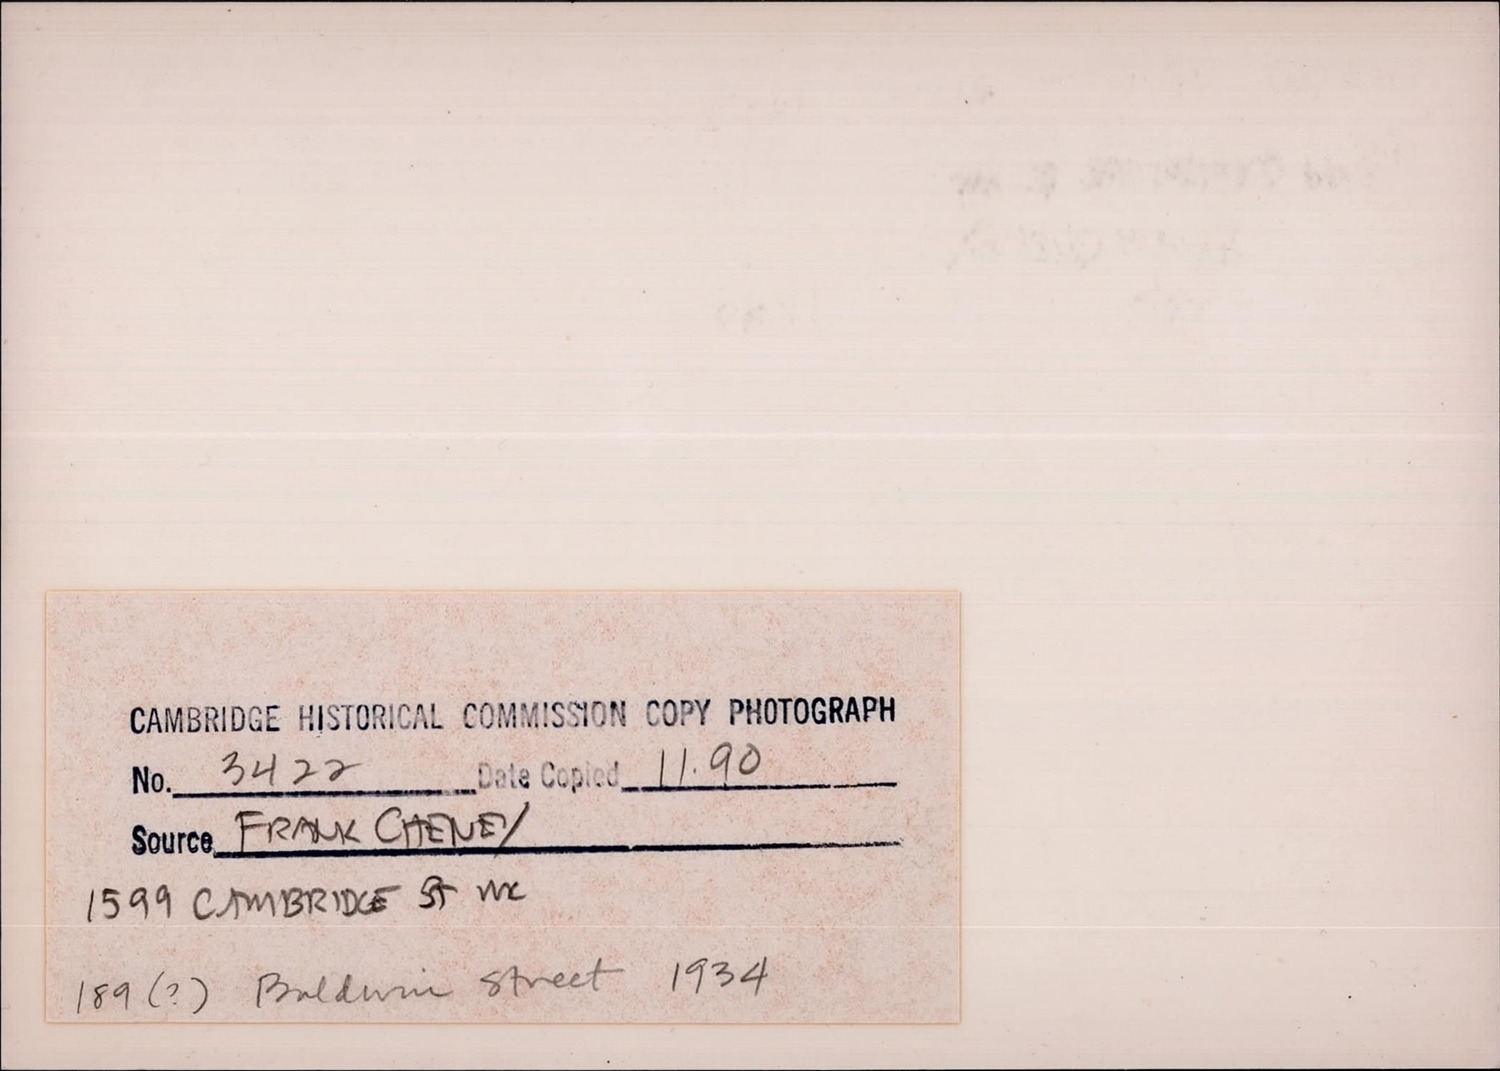 CAMBRIDGE HISTORICAL COMMISSION COPY PHOTOGRAPH
No. 3422 Date Copied 11.90
Source FRANK CHENEY
1599 CAMBRIDGE ST
189 (?) Baldwin Street 1934